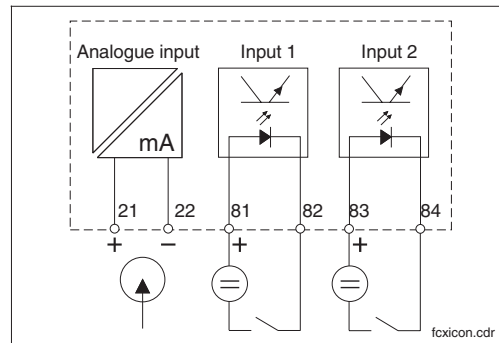 Analogue input Input 1 Input 2
mA
21 22 81 82 83 84
+ − + +
fcxicon.cdr